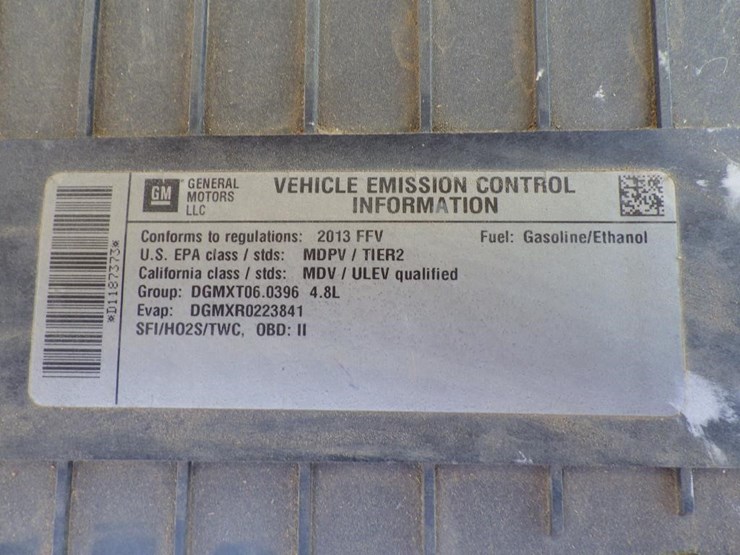 GM
GENERAL
MOTORS
LLC
VEHICLE EMISSION CONTROL
INFORMATION
Conforms to regulations: 2013 FFV
Fuel: Gasoline/Ethanol
U.S. EPA class / stds: MDPV / TIER2
California class / stds: MDV / ULEV qualified
Group: DGMXT06.0396 4.8L
Evap: DGMXR0223841
SFI/HO2S/TWC, OBD: II
*D1187373*